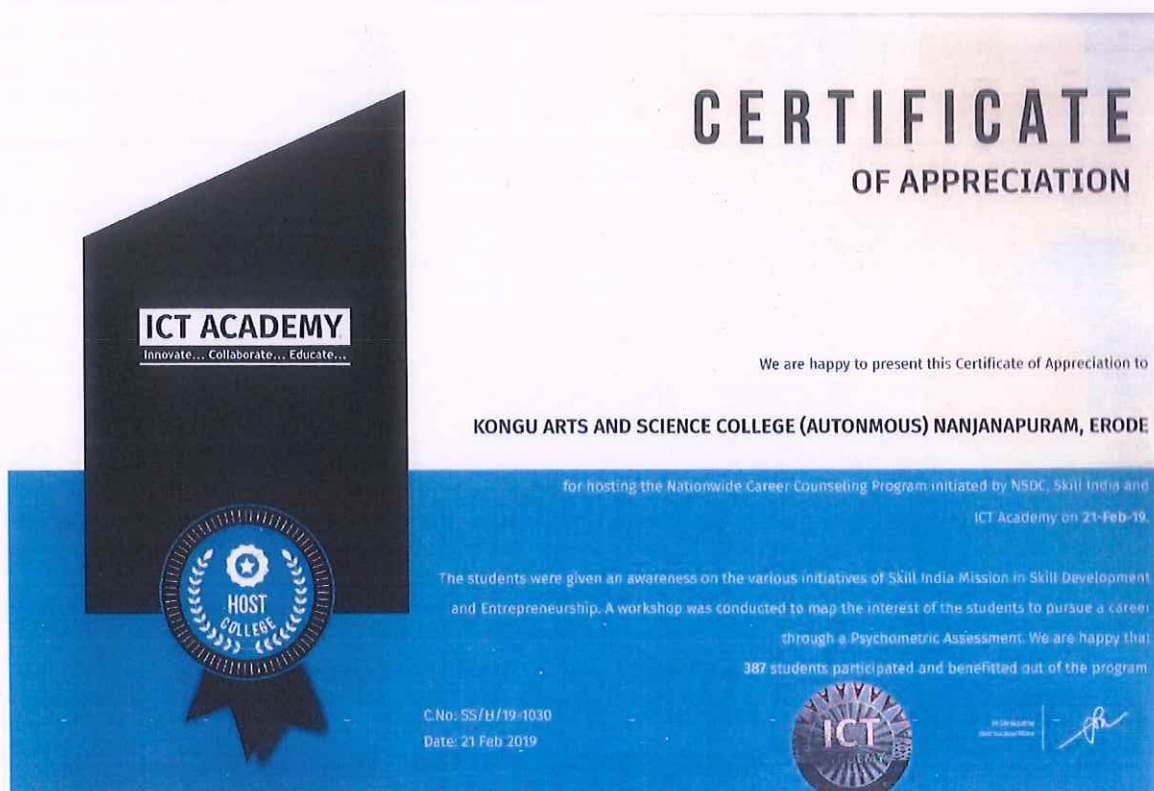 CERTIFICATE
OF APPRECIATION
ICT ACADEMY
Innovate... Collaborate... Educate...
We are happy to present this Certificate of Appreciation to
KONGU ARTS AND SCIENCE COLLEGE (AUTONMOUS) NANJANAPURAM, ERODE
for hosting the Nationwide Career Counseling Program initiated by NSDC, Skill India and
ICT Academy on 21-Feb-19.
The students were given an awareness on the various initiatives of Skill India Mission in Skill Development
and Entrepreneurship. A workshop was conducted to map the interest of the students to pursue a career
through a Psychometric Assessment. We are happy that
387 students participated and benefitted out of the program
HOST
COLLEGE
C.No: SS/H/19-1030
Date: 21 Feb 2019
ICT